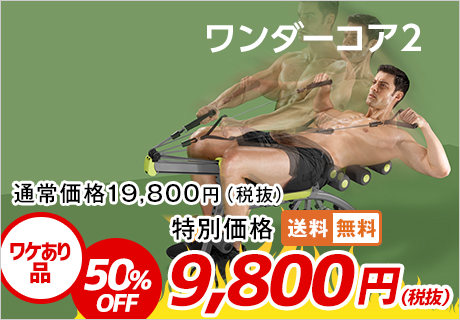 ワンダーコア2
通常価格19,800円（税抜）
特別価格 送料 無料
ワケあり
品
50%
OFF
9,800円（税抜）